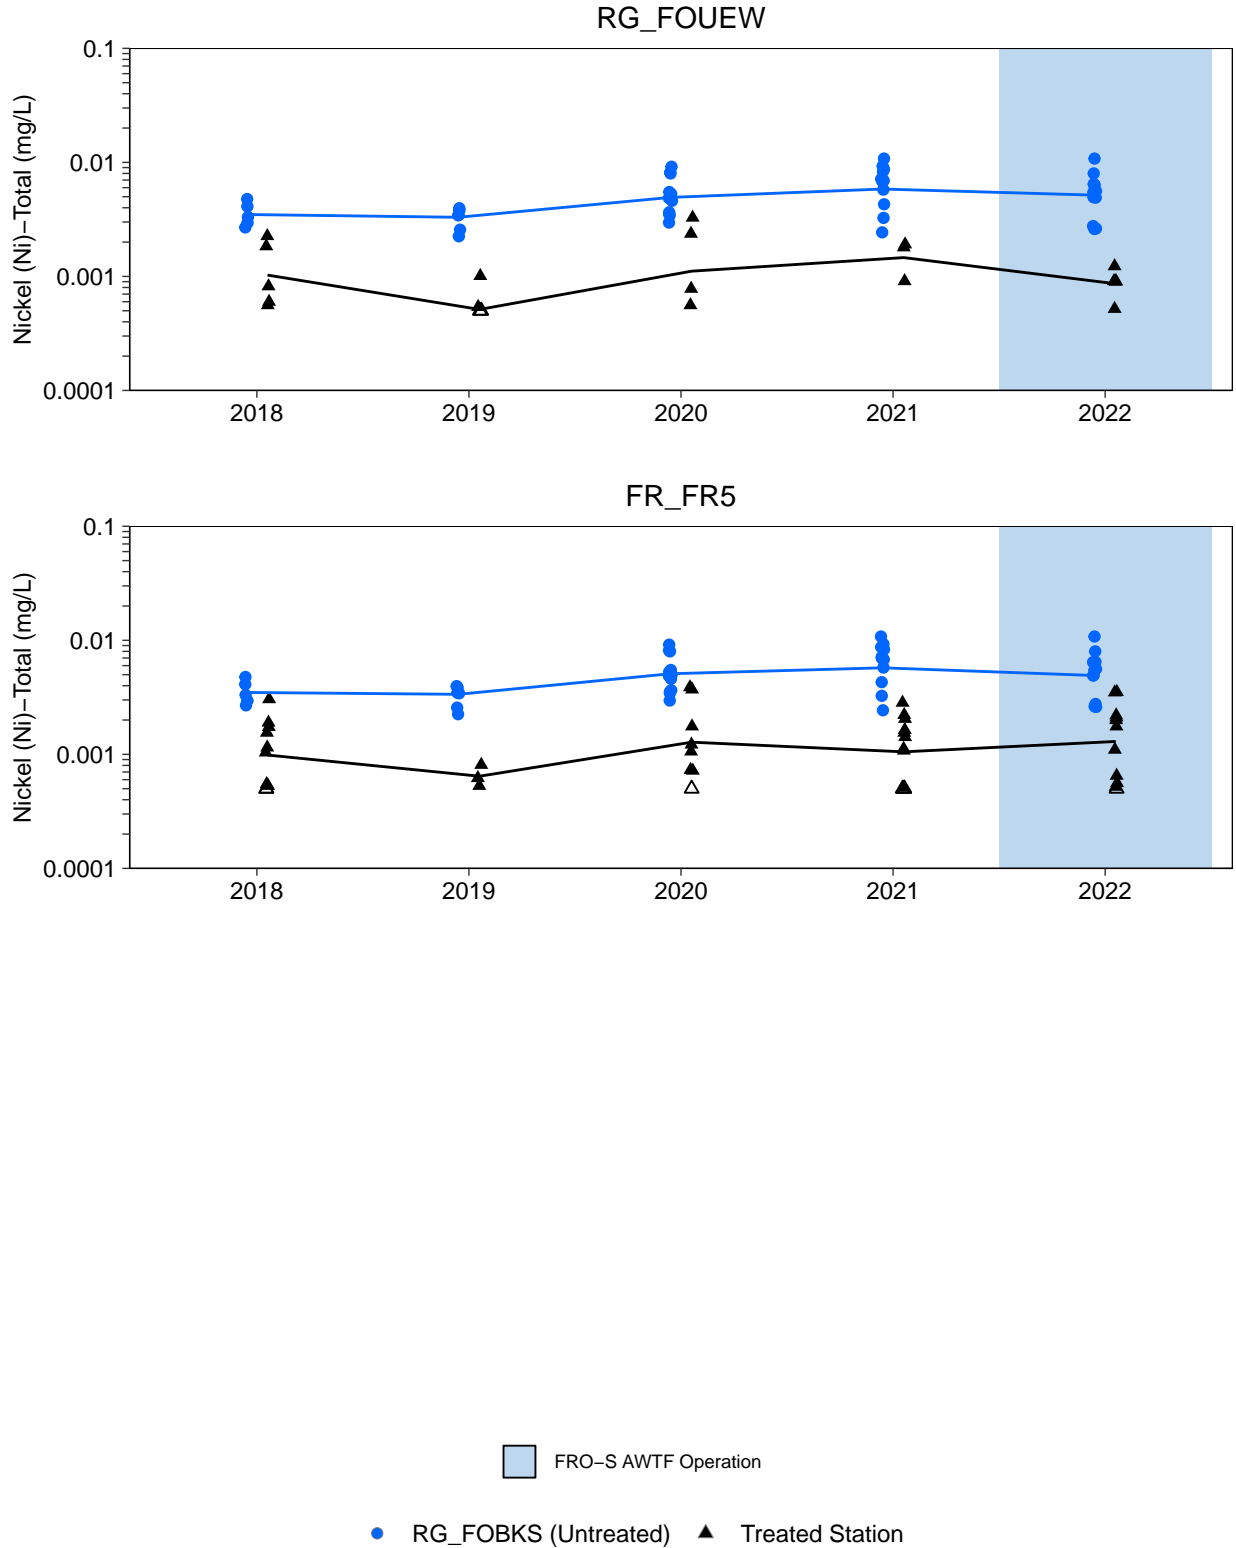 RG_FOUEW
Nickel (Ni)−Total (mg/L)
0.1
0.01
0.001
0.0001
2018 2019 2020 2021 2022
FR_FR5
Nickel (Ni)−Total (mg/L)
0.1
0.01
0.001
0.0001
2018 2019 2020 2021 2022
FRO−S AWTF Operation
RG_FOBKS (Untreated) Treated Station